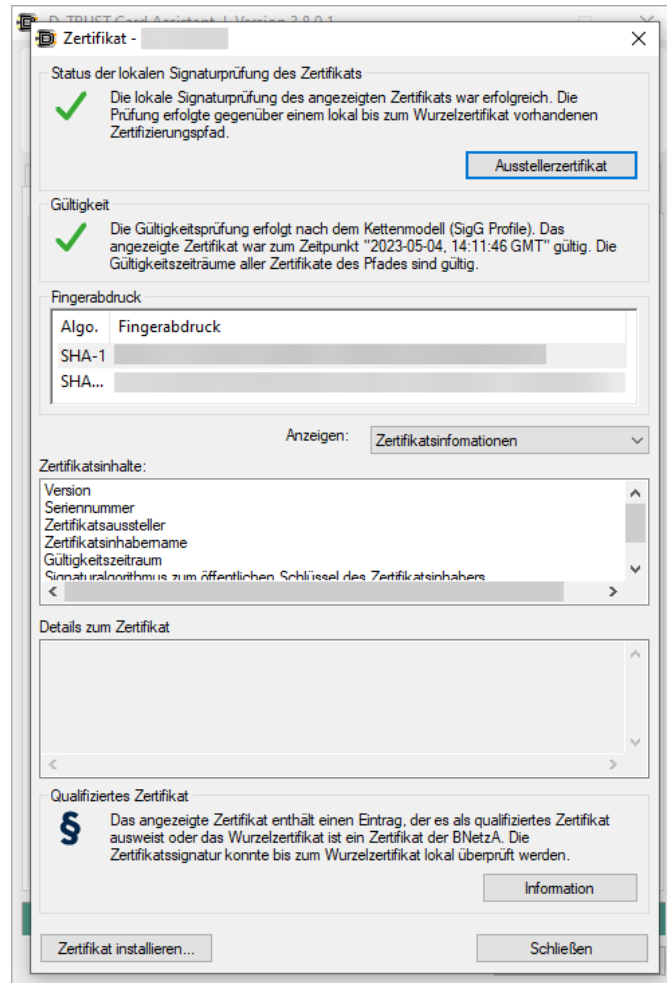 D-TRUST Card Assistant | Version 3.8.0.1
Zertifikat -
Status der lokalen Signaturprüfung des Zertifikats
Die lokale Signaturprüfung des angezeigten Zertifikats war erfolgreich. Die
Prüfung erfolgte gegenüber einem lokal bis zum Wurzelzertifikat vorhandenen
Zertifizierungspfad.
Ausstellerzertifikat
Gültigkeit
Die Gültigkeitsprüfung erfolgt nach dem Kettenmodell (SigG Profile). Das
angezeigte Zertifikat war zum Zeitpunkt "2023-05-04, 14:11:46 GMT" gültig. Die
Gültigkeitszeiträume aller Zertifikate des Pfades sind gültig.
Fingerabdruck
Algo. Fingerabdruck
SHA-1
SHA...
Anzeigen: Zertifikatsinfomationen
Zertifikatsinhalte:
Version
Seriennummer
Zertifikatsaussteller
Zertifikatsinhabername
Gültigkeitszeitraum
Signaturalgorithmus zum öffentlichen Schlüssel des Zertifikatsinhabers
Details zum Zertifikat
Qualifiziertes Zertifikat
§
Das angezeigte Zertifikat enthält einen Eintrag, der es als qualifiziertes Zertifikat
ausweist oder das Wurzelzertifikat ist ein Zertifikat der BNetzA. Die
Zertifikatssignatur konnte bis zum Wurzelzertifikat lokal überprüft werden.
Information
Zertifikat installieren... Schließen